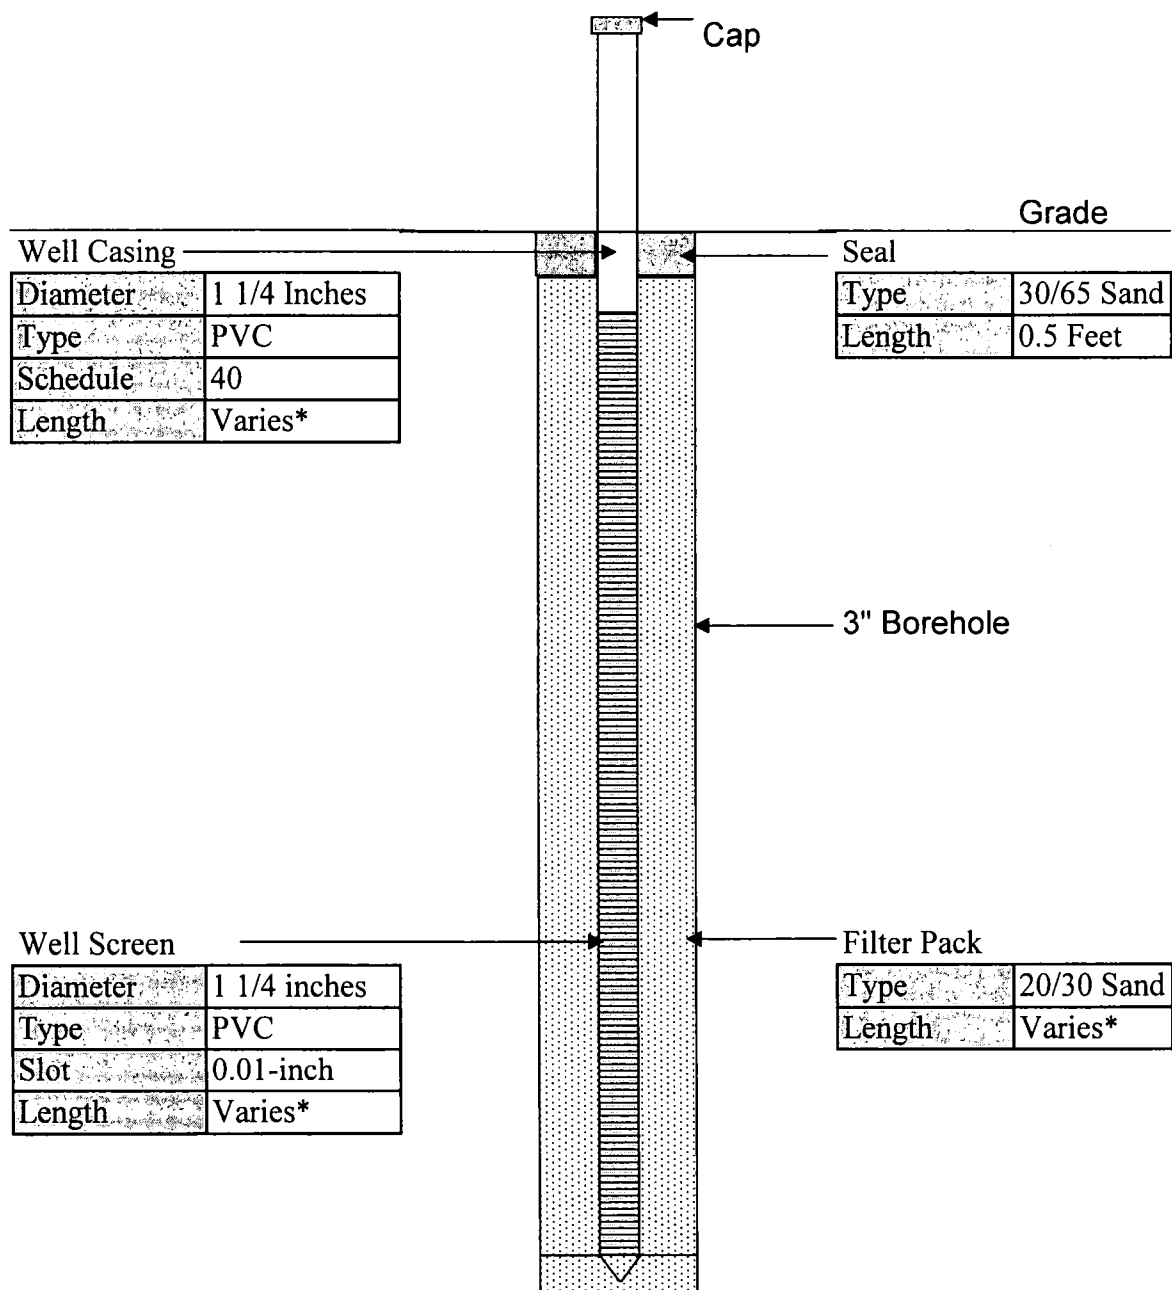 Cap
Grade
Well Casing
Diameter 1 1/4 Inches
Type PVC
Schedule 40
Length Varies*
Seal
Type 30/65 Sand
Length 0.5 Feet
3" Borehole
Well Screen
Diameter 1 1/4 inches
Type PVC
Slot 0.01-inch
Length Varies*
Filter Pack
Type 20/30 Sand
Length Varies*